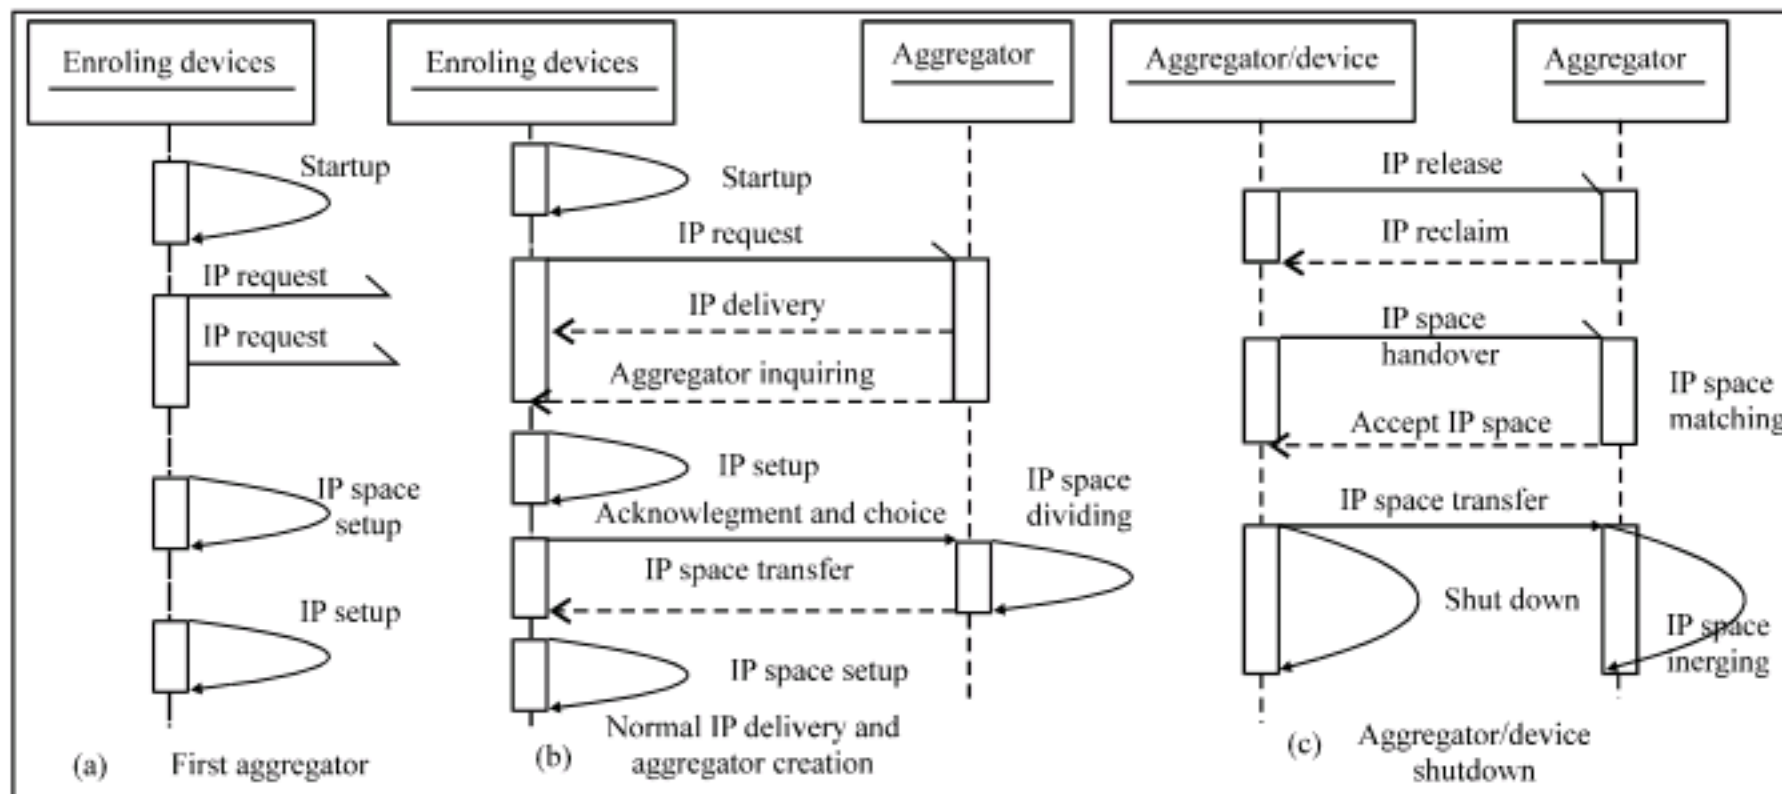 Enroling devices
Startup
IP request
IP request
IP space
setup
IP setup
(a) First aggregator
Enroling devices
Aggregator
Startup
IP request
IP delivery
Aggregator inquiring
IP setup
Acknowlegment and choice
IP space
dividing
IP space transfer
IP space setup
(b) Normal IP delivery and
aggregator creation
Aggregator/device
Aggregator
IP release
IP reclaim
IP space
handover
IP space
matching
Accept IP space
IP space transfer
Shut down
IP space
inerging
(c) Aggregator/device
shutdown